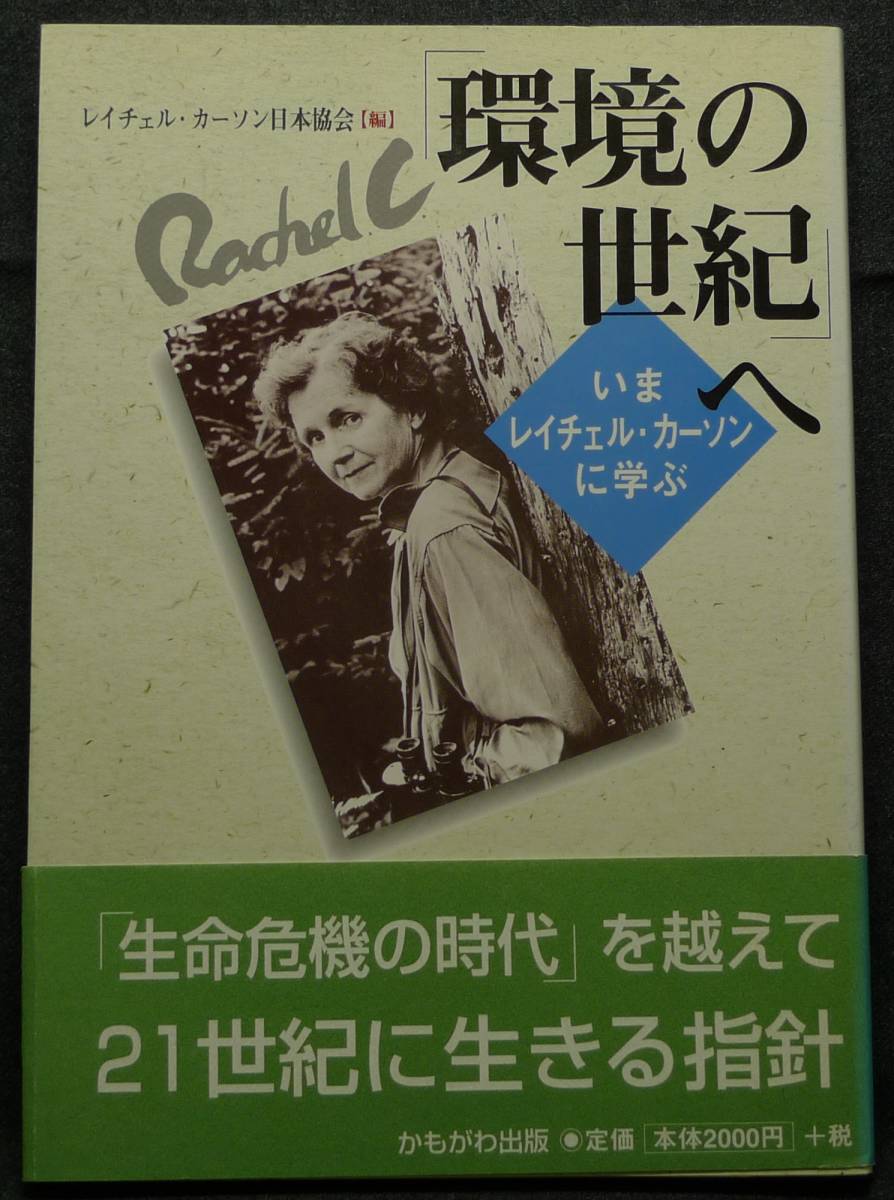 レイチェル・カーソン日本協会【編】
「環境の
世紀」へ
Rachel C
いま
レイチェル・カーソン
に学ぶ
「生命危機の時代」を越えて
21世紀に生きる指針
かもがわ出版 ◉定価 本体2000円 +税